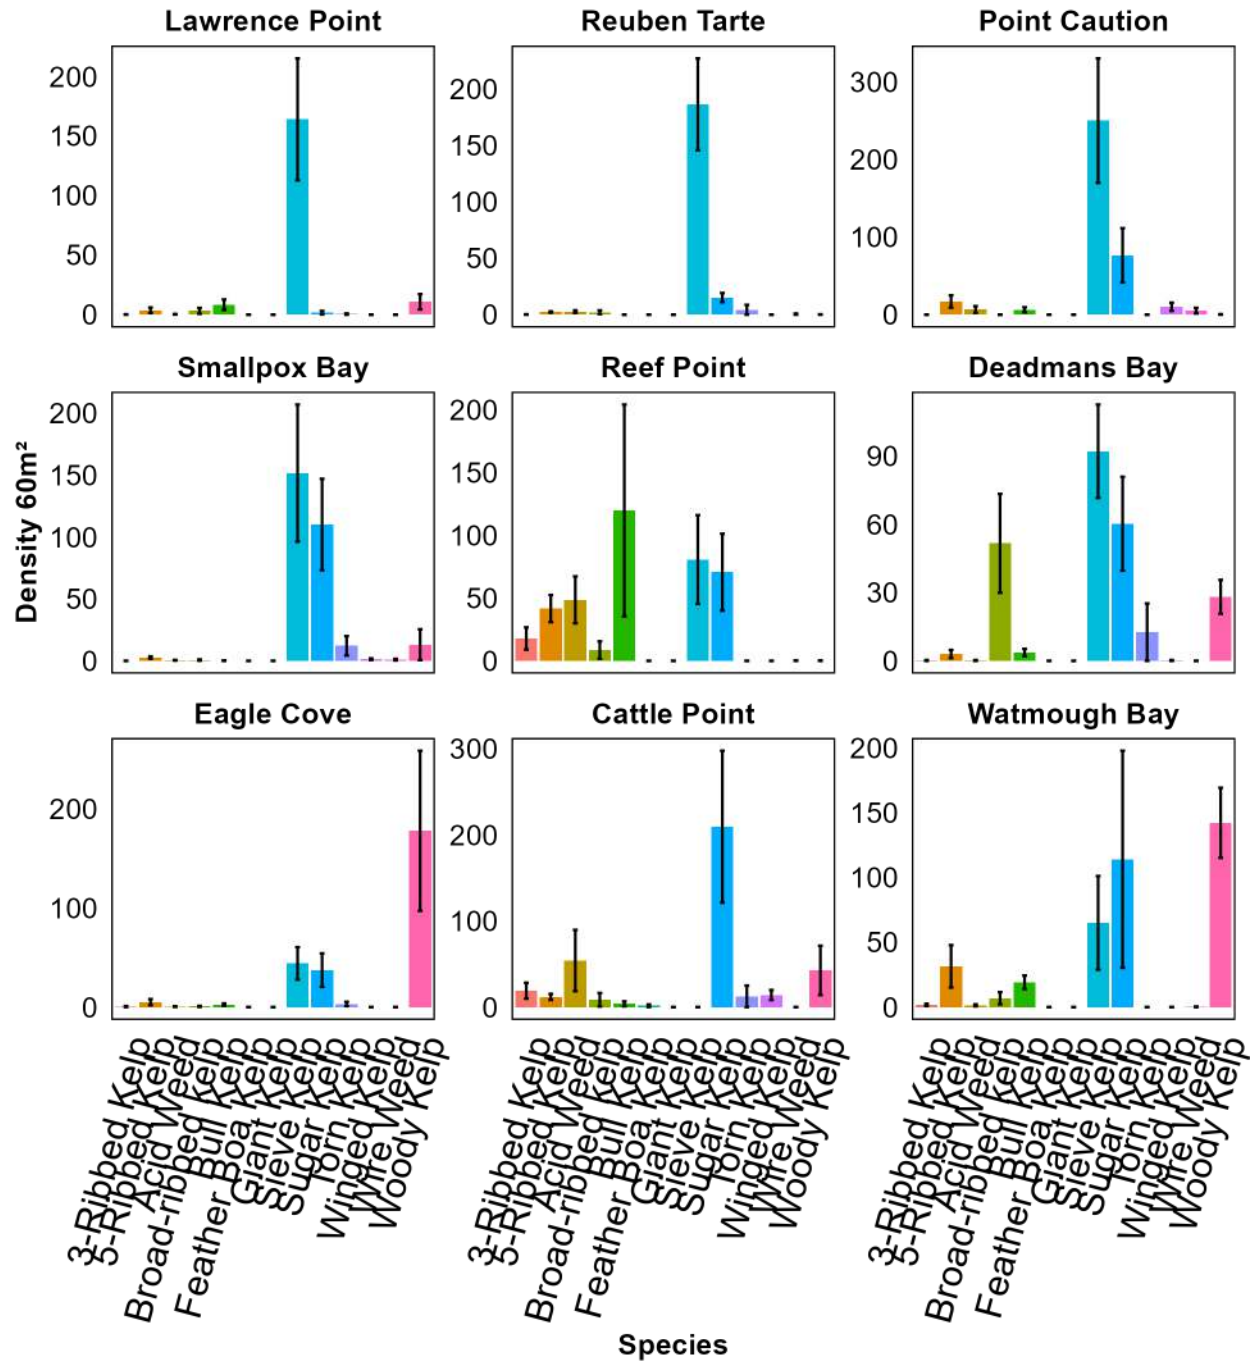 Lawrence Point
200
150
100
50
0
Reuben Tarte
200
150
100
50
0
Point Caution
300
200
100
0
Smallpox Bay
200
150
100
50
0
Reef Point
200
150
100
50
0
Deadmans Bay
90
60
30
0
Density 60m²
Eagle Cove
200
100
0
Cattle Point
300
200
100
0
Watmough Bay
200
150
100
50
0
3-Ribbed Kelp
5-Ribbed Kelp
Acid Weed
Broad-ribbed Kelp
Bull Kelp
Feather Boat Kelp
Giant Kelp
Sieve Kelp
Sugar Kelp
Torn Kelp
Winged Kelp
Wire Weed
Woody Kelp
3-Ribbed Kelp
5-Ribbed Kelp
Acid Weed
Broad-ribbed Kelp
Bull Kelp
Feather Boat Kelp
Giant Kelp
Sieve Kelp
Sugar Kelp
Torn Kelp
Winged Kelp
Wire Weed
Woody Kelp
3-Ribbed Kelp
5-Ribbed Kelp
Acid Weed
Broad-ribbed Kelp
Bull Kelp
Feather Boat Kelp
Giant Kelp
Sieve Kelp
Sugar Kelp
Torn Kelp
Winged Kelp
Wire Weed
Woody Kelp
Species